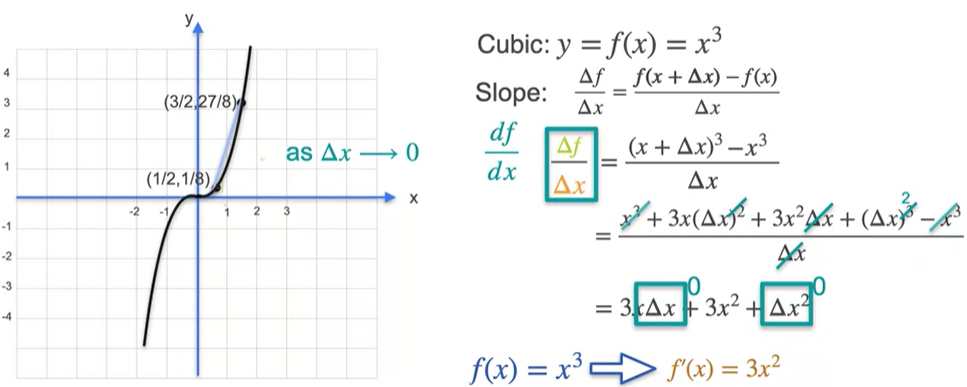 y
4
3
2
1
-1
-2
-3
-4
-2 -1 1 2 3
x
(3/2,27/8)
(1/2,1/8)
as Δx ⟶ 0
Cubic: y = f(x) = x³
Slope: Δf/Δx = (f(x + Δx) – f(x))/Δx
df/dx Δf/Δx = ((x + Δx)³ – x³)/Δx
= (x³ + 3x(Δx)² + 3x²Δx + (Δx)³ – x³)/Δx 2
= 3xΔx + 3x² + Δx² 0 0
f(x) = x³ ⇒ f′(x) = 3x²